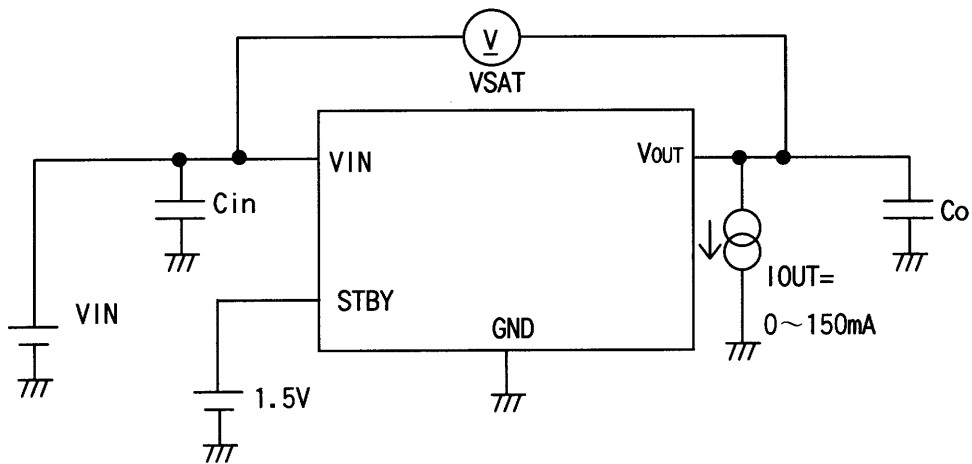 V
VSAT
VIN
VOUT
Cin
Co
STBY
IOUT=
VIN
GND
0～150mA
1.5V